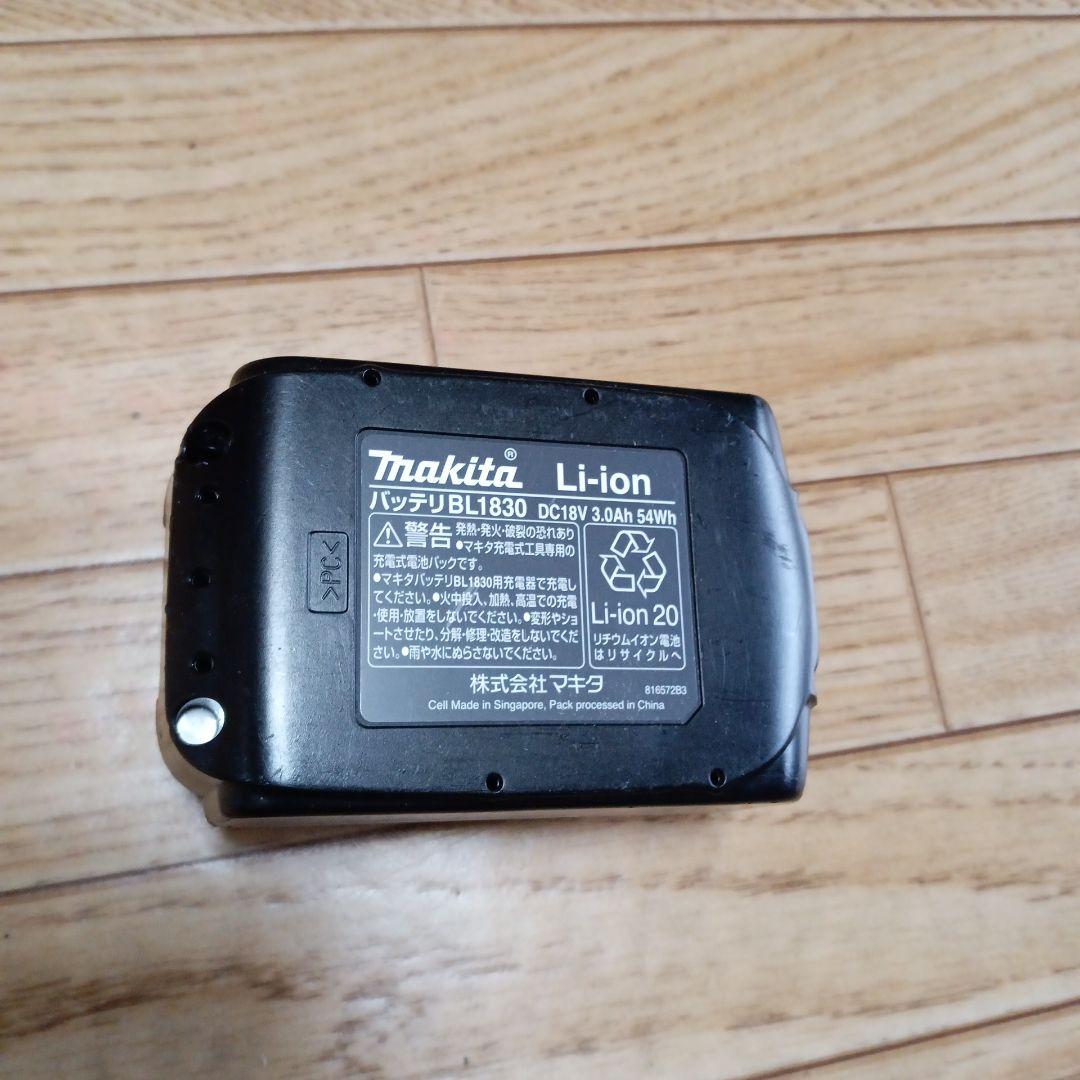 makita® Li-ion
バッテリBL1830 DC18V 3.0Ah 54Wh
警告 発熱・発火・破裂の恐れあり
●マキタ充電式工具専用の
充電式電池パックです。
●マキタバッテリBL1830用充電器で充電し
てください。●火中投入、加熱、高温での充電
・使用・放置をしないでください。●変形やショ
ートさせたり、分解・修理・改造をしないでくだ
さい。●雨や水にぬらさないでください。
Li-ion 20
リチウムイオン電池
はリサイクルへ
株式会社マキタ
816572B3
Cell Made in Singapore, Pack processed in China
>PC<